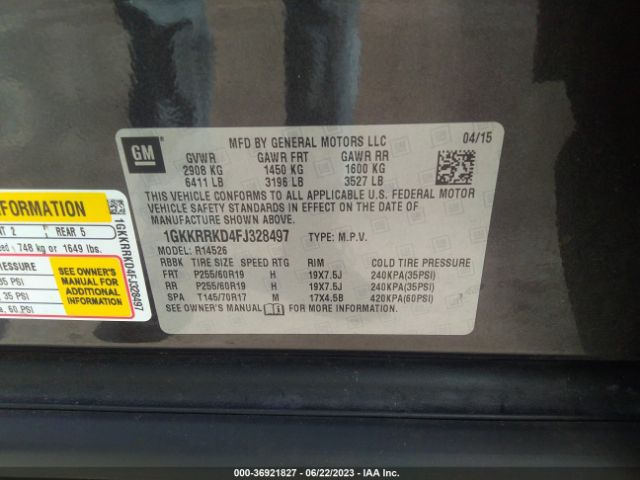 GM
MFD BY GENERAL MOTORS LLC
04/15
GVWR GAWR FRT GAWR RR
2908 KG 1450 KG 1600 KG
6411 LB 3196 LB 3527 LB
THIS VEHICLE CONFORMS TO ALL APPLICABLE U.S. FEDERAL MOTOR
VEHICLE SAFETY STANDARDS IN EFFECT ON THE DATE OF
MANUFACTURE SHOWN ABOVE.
1GKKRRKD4FJ328497 TYPE: M.P.V.
MODEL: R14526
RBBK TIRE SIZE SPEED RTG RIM COLD TIRE PRESSURE
FRT P255/60R19 H 19X7.5J 240KPA(35PSI)
RR P255/60R19 H 19X7.5J 240KPA(35PSI)
SPA T145/70R17 M 17X4.5B 420KPA(60PSI)
SEE OWNER'S MANUAL FOR MORE INFORMATION.
FORMATION
2 REAR 5
748 kg or 1649 lbs.
PRESSURE
35 PSI
35 PSI
60 PSI
SEE OWNER'S
MANUAL FOR
ADDITIONAL
INFORMATION
1GKKRRKD4FJ328497
© - 36921827 - 06/22/2023 - IAA Inc.